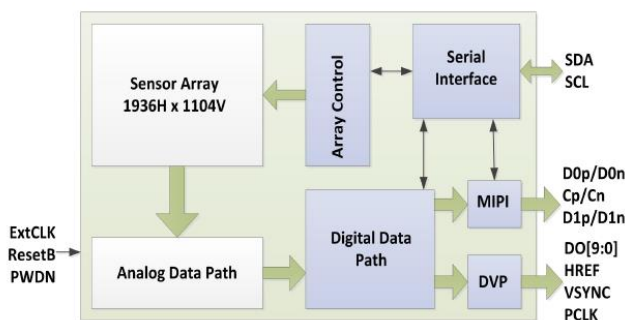 Sensor Array
1936H x 1104V
Array Control
Serial
Interface
SDA
SCL
ExtCLK
ResetB
PWDN
Analog Data Path
Digital Data
Path
MIPI
D0p/D0n
Cp/Cn
D1p/D1n
DVP
DO[9:0]
HREF
VSYNC
PCLK